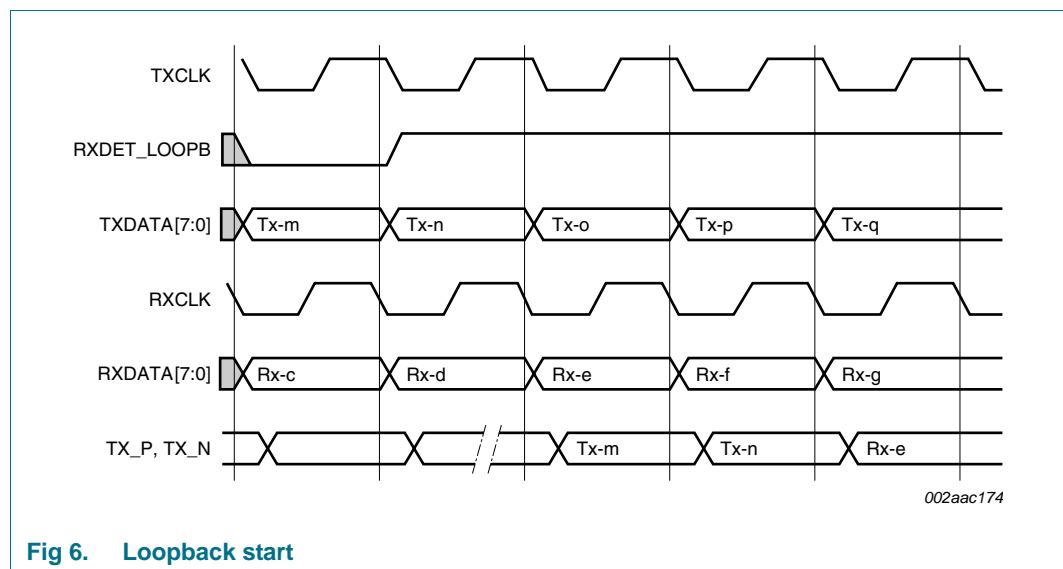 TXCLK
RXDET_LOOPB
TXDATA[7:0] Tx-m Tx-n Tx-o Tx-p Tx-q
RXCLK
RXDATA[7:0] Rx-c Rx-d Rx-e Rx-f Rx-g
TX_P, TX_N Tx-m Tx-n Rx-e
002aac174
Fig 6. Loopback start